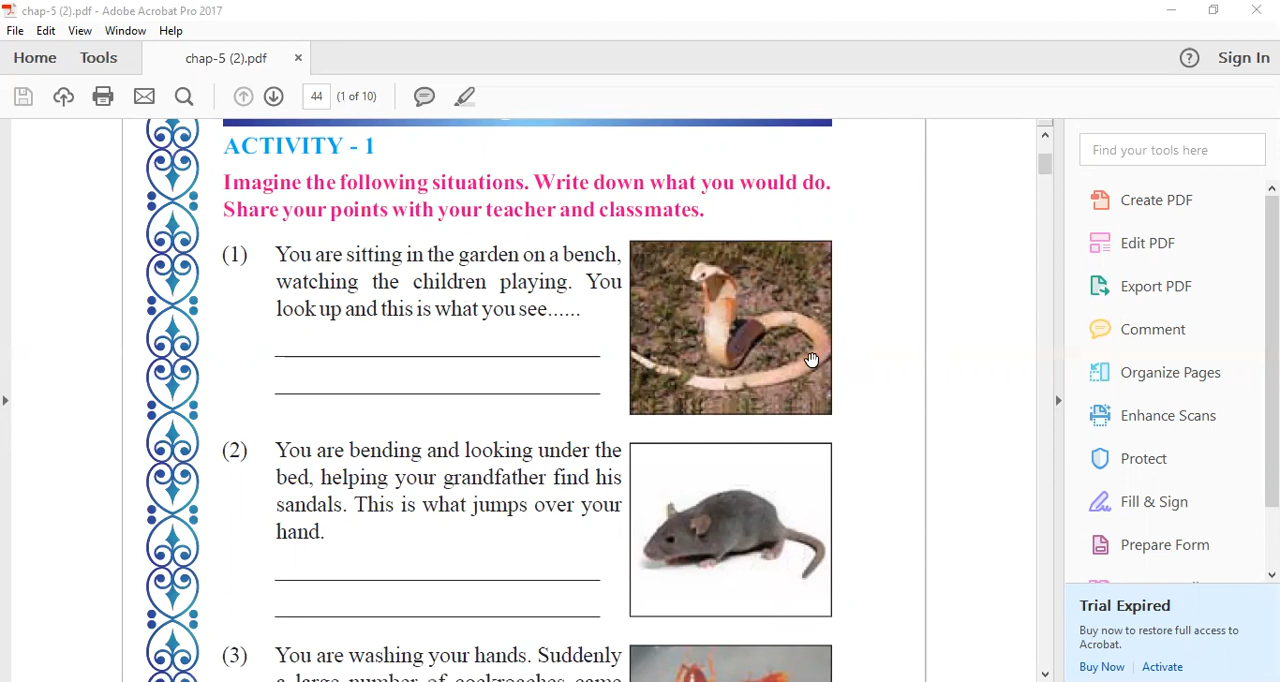 chap-5 (2).pdf - Adobe Acrobat Pro 2017
File Edit View Window Help
Home Tools chap-5 (2).pdf × ? Sign In
44 (1 of 10)
ACTIVITY - 1
Imagine the following situations. Write down what you would do.
Share your points with your teacher and classmates.
(1) You are sitting in the garden on a bench,
watching the children playing. You
look up and this is what you see......
(2) You are bending and looking under the
bed, helping your grandfather find his
sandals. This is what jumps over your
hand.
(3) You are washing your hands. Suddenly
a large number of cockroaches came
Find your tools here
Create PDF
Edit PDF
Export PDF
Comment
Organize Pages
Enhance Scans
Protect
Fill & Sign
Prepare Form
Trial Expired
Buy now to restore full access to
Acrobat.
Buy Now Activate